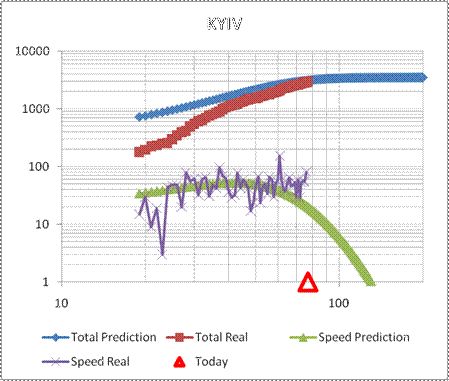 KYIV
10000
1000
100
10
1
10
100
Total Prediction
Total Real
Speed Prediction
Speed Real
Today